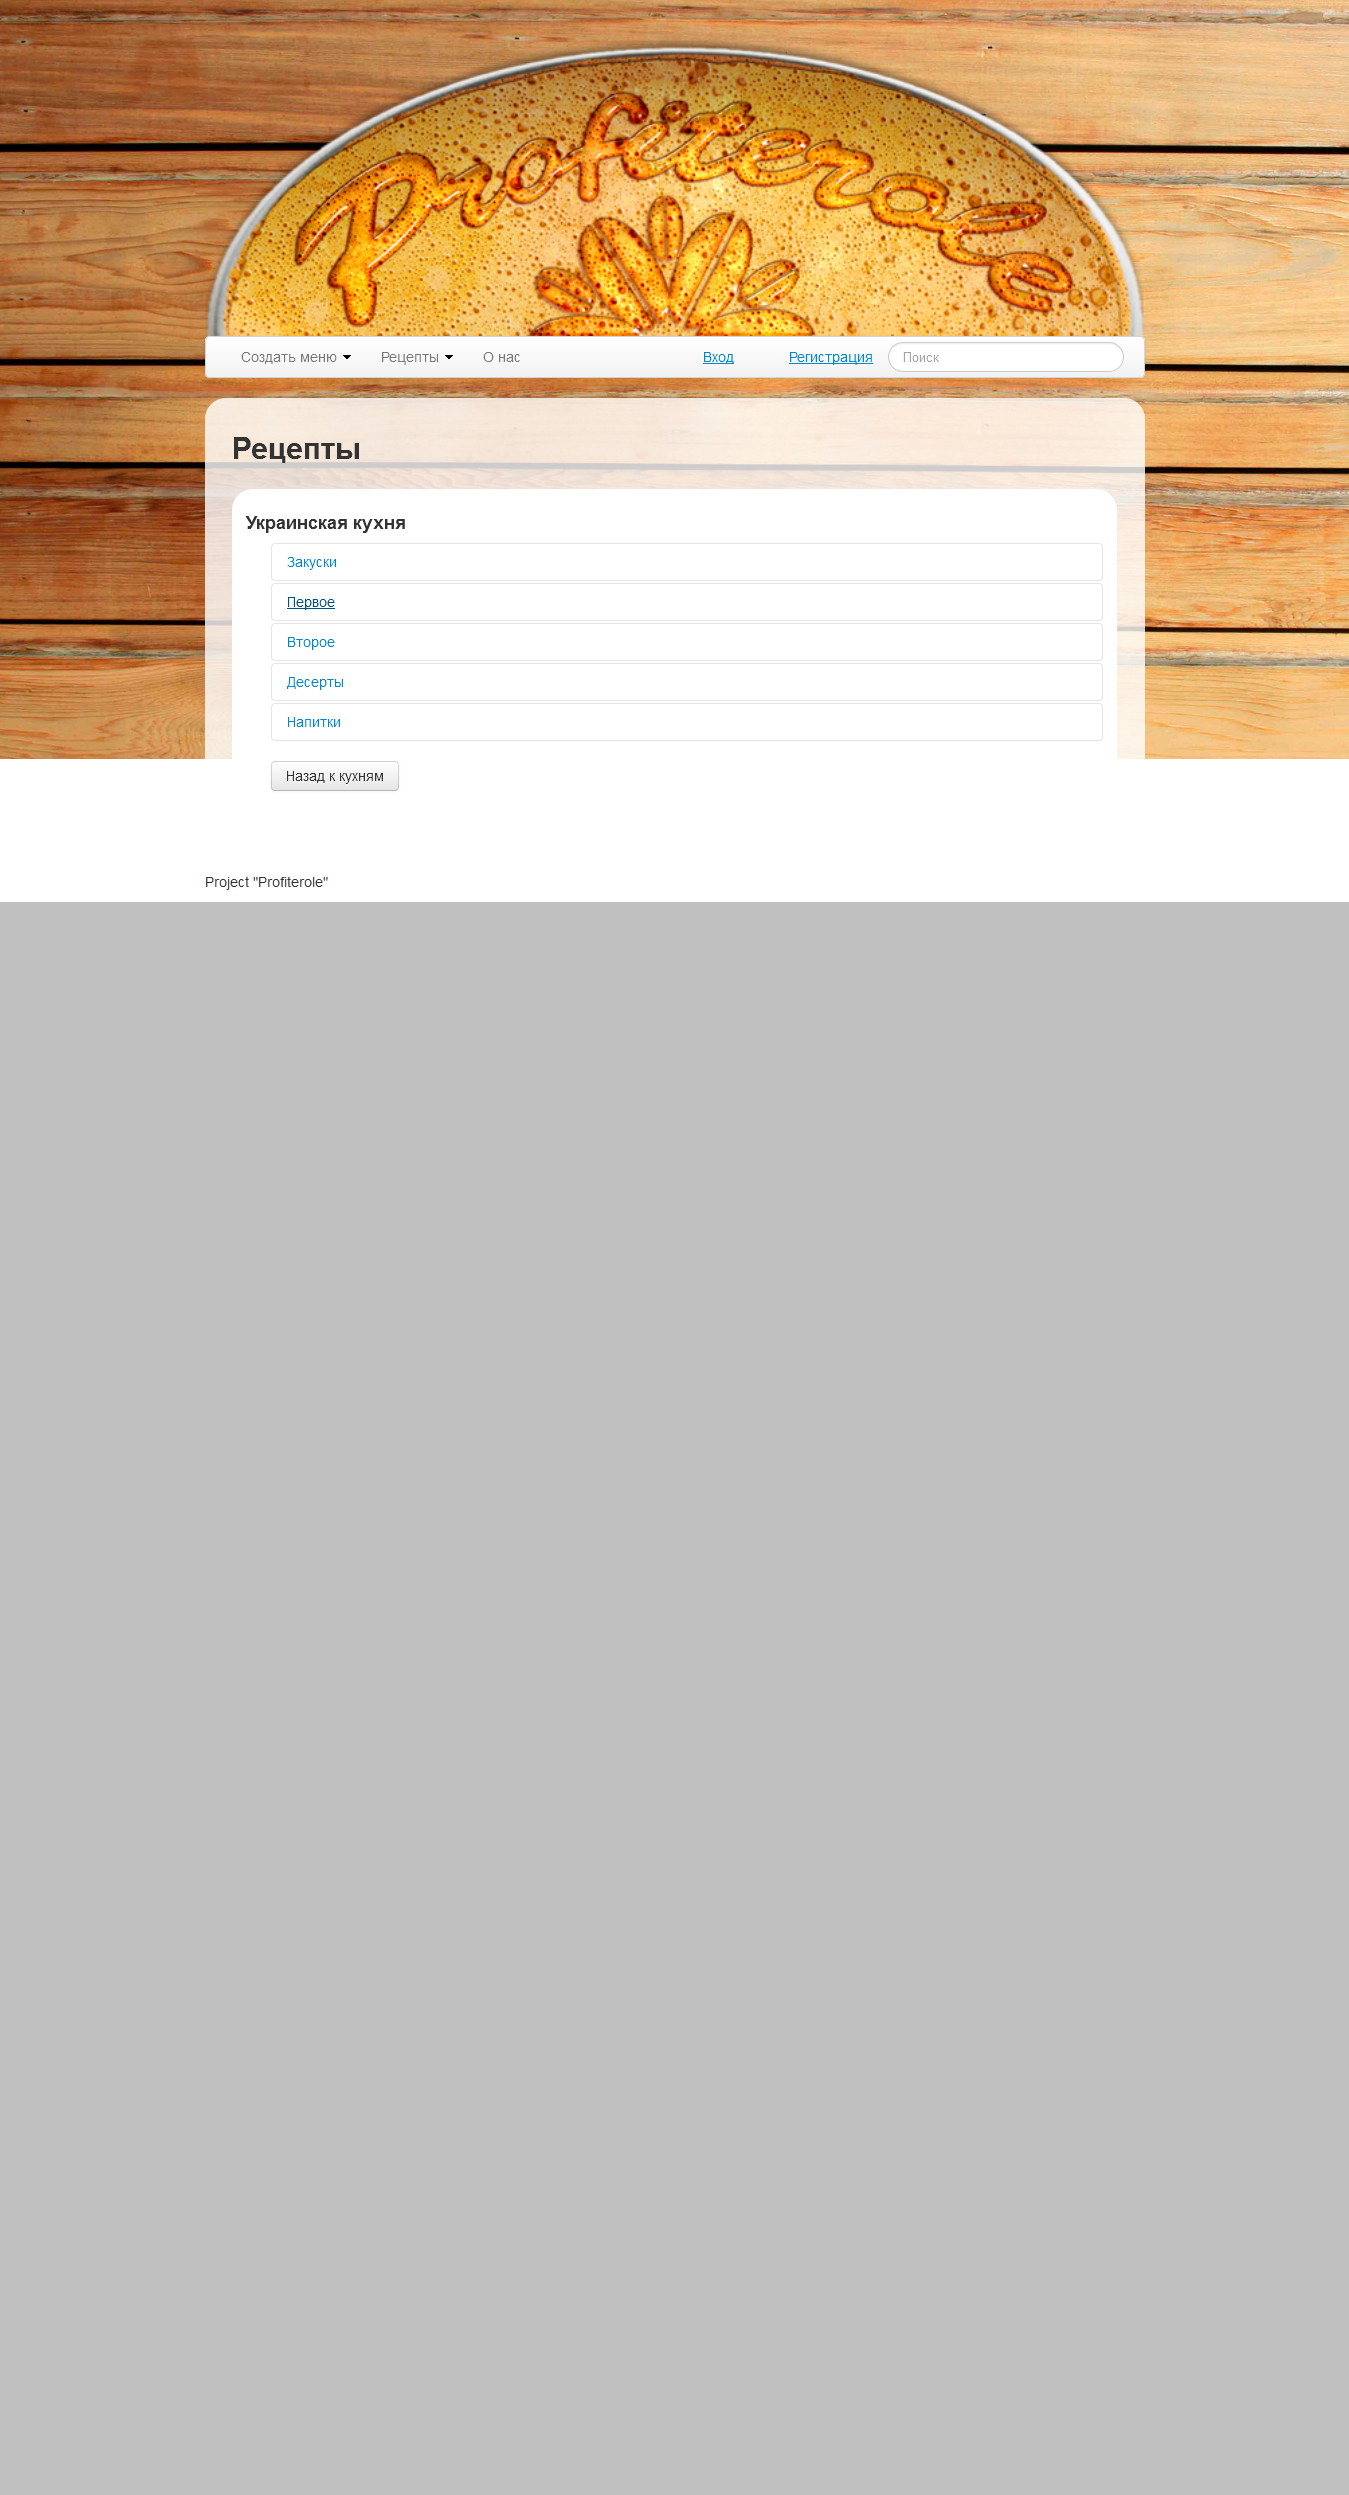 Profiterole
Создать меню Рецепты О нас Вход Регистрация Поиск
Рецепты
Украинская кухня
Закуски
Первое
Второе
Десерты
Напитки
Назад к кухням
Project "Profiterole"